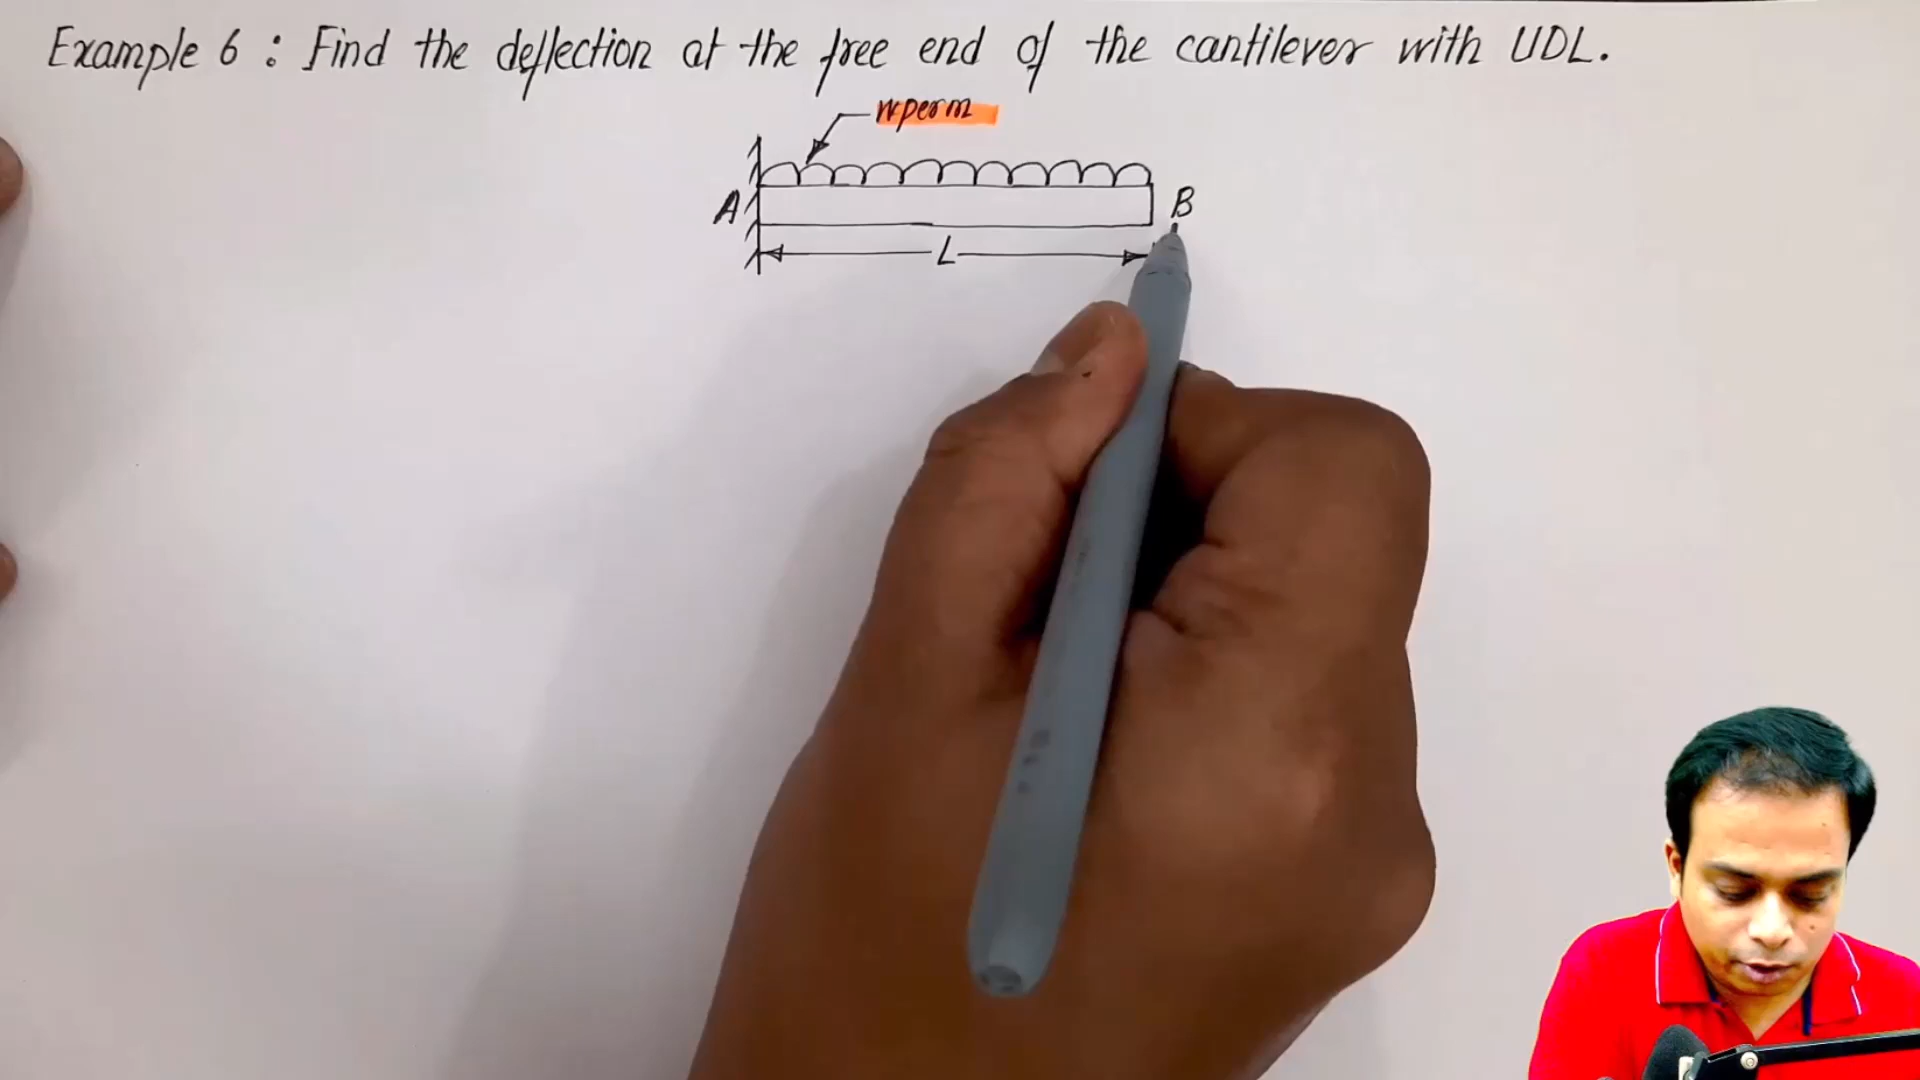 Example 6 : Find the deflection at the free end of the cantilever with UDL.
w per m
A
B
L